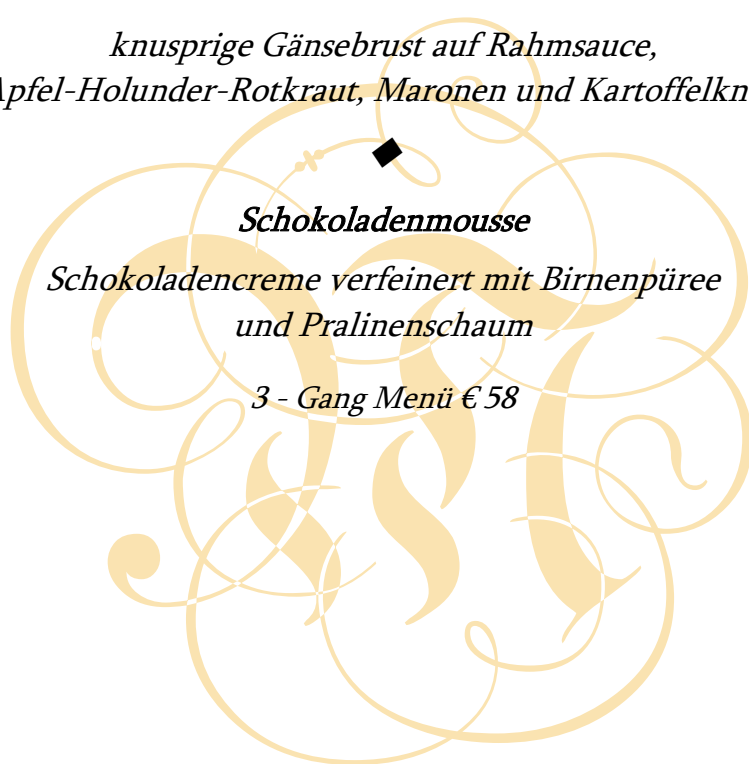 knusprige Gänsebrust auf Rahmsauce,
Apfel-Holunder-Rotkraut, Maronen und
Schokoladenmousse
Schokoladencreme verfeinert mit Birnenpüree
und Pralinenschaum
3 - Gang Menü € 58